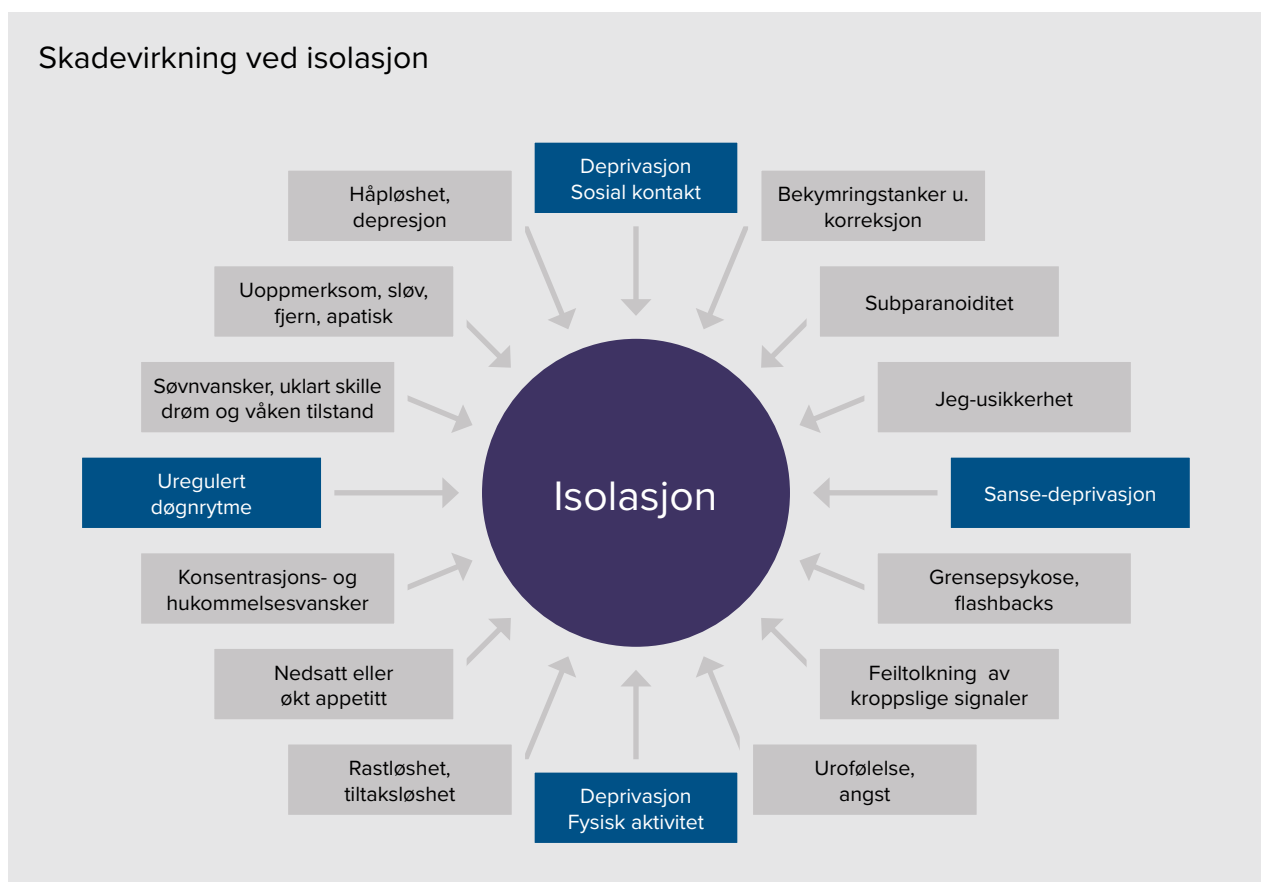 Skadevirkning ved isolasjon
Deprivasjon
Sosial kontakt
Håpløshet,
depresjon
Bekymringstanker u.
korreksjon
Uoppmerksom, sløv,
fjern, apatisk
Subparanoiditet
Søvnvansker, uklart skille
drøm og våken tilstand
Jeg-usikkerhet
Uregulert
døgnrytme
Isolasjon
Sanse-deprivasjon
Konsentrasjons- og
hukommelsesvansker
Grensepsykose,
flashbacks
Nedsatt eller
økt appetitt
Feiltolkning av
kroppslige signaler
Rastløshet,
tiltaksløshet
Deprivasjon
Fysisk aktivitet
Urofølelse,
angst